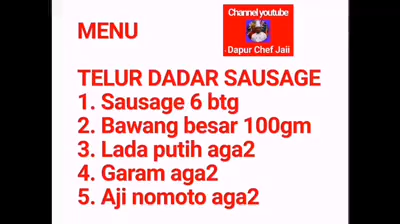 Channel youtube
Dapur Chef Jaii
MENU
TELUR DADAR SAUSAGE
1. Sausage 6 btg
2. Bawang besar 100gm
3. Lada putih aga2
4. Garam aga2
5. Aji nomoto aga2